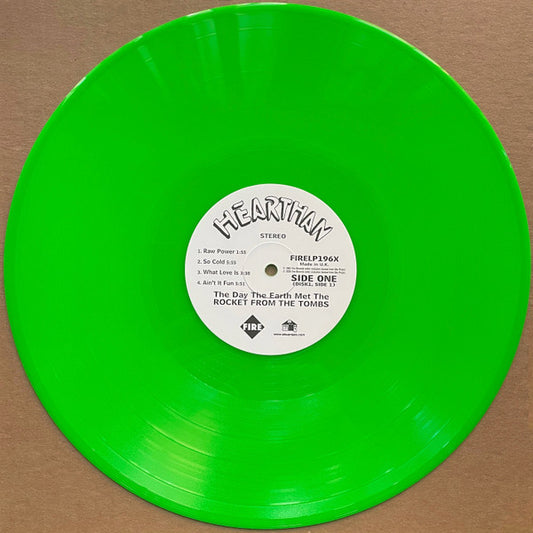 HEARTHAN
STEREO
1. Raw Power 1:55
2. So Cold 5:55
3. What Love Is 3:30
4. Ain't it Fun 5:51
FIRELP196X
Made in U.K.
SIDE ONE
(DISK1, SIDE 1)
The Day The Earth Met The
ROCKET FROM THE TOMBS
FIRE